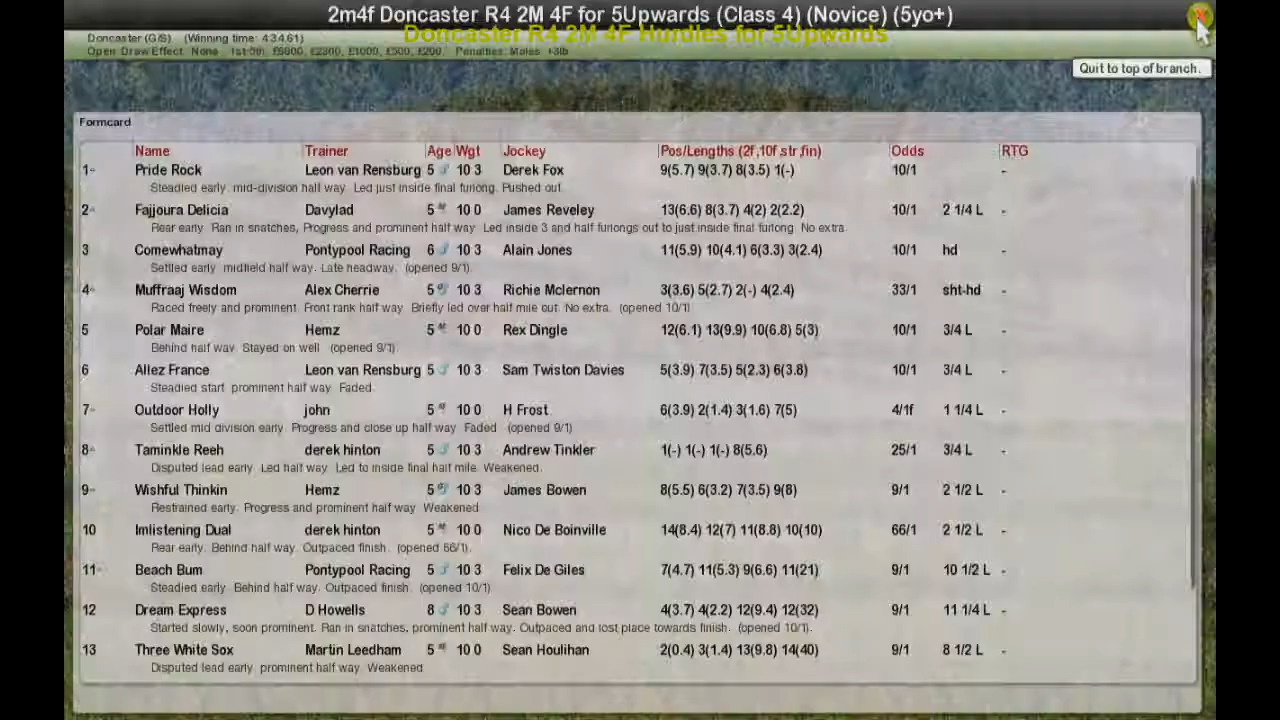 2m4f Doncaster R4 2M 4F for 5Upwards (Class 4) (Novice) (5yo+)
Doncaster R4 2M 4F Hurdles for 5Upwards
Doncaster (G/S) (Winning time: 4:34.61)
Open Draw Effect: None
Quit to top of branch.
Formcard
Name Trainer Age Wgt Jockey Pos/Lengths (2f,10f,str,fin) Odds RTG
1- Pride Rock Leon van Rensburg 5 10 3 Derek Fox 9(5.7) 9(3.7) 8(3.5) 1(-) 10/1 -
Steadied early. mid-division half way. Led just inside final furlong. Pushed out.
2- Fajjoura Delicia Davylad 5 10 0 James Reveley 13(6.6) 8(3.7) 4(2) 2(2.2) 10/1 2 1/4 L -
Rear early. Ran in snatches, Progress and prominent half way. Led inside 3 and half furlongs out to just inside final furlong. No extra.
3 Comewhatmay Pontypool Racing 6 10 3 Alain Jones 11(5.9) 10(4.1) 6(3.3) 3(2.4) 10/1 hd -
Settled early. midfield half way. Late headway. (opened 9/1).
4- Muffraaj Wisdom Alex Cherrie 5 10 3 Richie Mclernon 3(3.6) 5(2.7) 2(-) 4(2.4) 33/1 sht-hd -
Raced freely and prominent. Front rank half way. Briefly led over half mile out. No extra. (opened 10/1)
5 Polar Maire Hemz 5 10 0 Rex Dingle 12(6.1) 13(9.9) 10(6.8) 5(3) 10/1 3/4 L -
Behind half way. Stayed on well. (opened 9/1).
6 Allez France Leon van Rensburg 5 10 3 Sam Twiston Davies 5(3.9) 7(3.5) 5(2.3) 6(3.8) 10/1 3/4 L -
Steadied start. prominent half way. Faded.
7- Outdoor Holly john 5 10 0 H Frost 6(3.9) 2(1.4) 3(1.6) 7(5) 4/1f 1 1/4 L -
Settled mid division early. Progress and close up half way. Faded. (opened 9/1)
8- Taminkle Reeh derek hinton 5 10 3 Andrew Tinkler 1(-) 1(-) 1(-) 8(5.6) 25/1 3/4 L -
Disputed lead early. Led half way. Led to inside final half mile. Weakened.
9- Wishful Thinkin Hemz 5 10 3 James Bowen 8(5.5) 6(3.2) 7(3.5) 9(8) 9/1 2 1/2 L -
Restrained early. Progress and prominent half way. Weakened.
10 Imlistening Dual derek hinton 5 10 0 Nico De Boinville 14(8.4) 12(7) 11(8.8) 10(10) 66/1 2 1/2 L -
Rear early. Behind half way. Outpaced finish. (opened 66/1).
11- Beach Bum Pontypool Racing 5 10 3 Felix De Giles 7(4.7) 11(5.3) 9(6.6) 11(21) 9/1 10 1/2 L -
Steadied early. Behind half way. Outpaced finish. (opened 10/1).
12 Dream Express D Howells 8 10 3 Sean Bowen 4(3.7) 4(2.2) 12(9.4) 12(32) 9/1 11 1/4 L -
Started slowly, soon prominent. Ran in snatches, prominent half way. Outpaced and lost place towards finish. (opened 10/1).
13 Three White Sox Martin Leedham 5 10 0 Sean Houlihan 2(0.4) 3(1.4) 13(9.8) 14(40) 9/1 8 1/2 L -
Disputed lead early. prominent half way. Weakened.